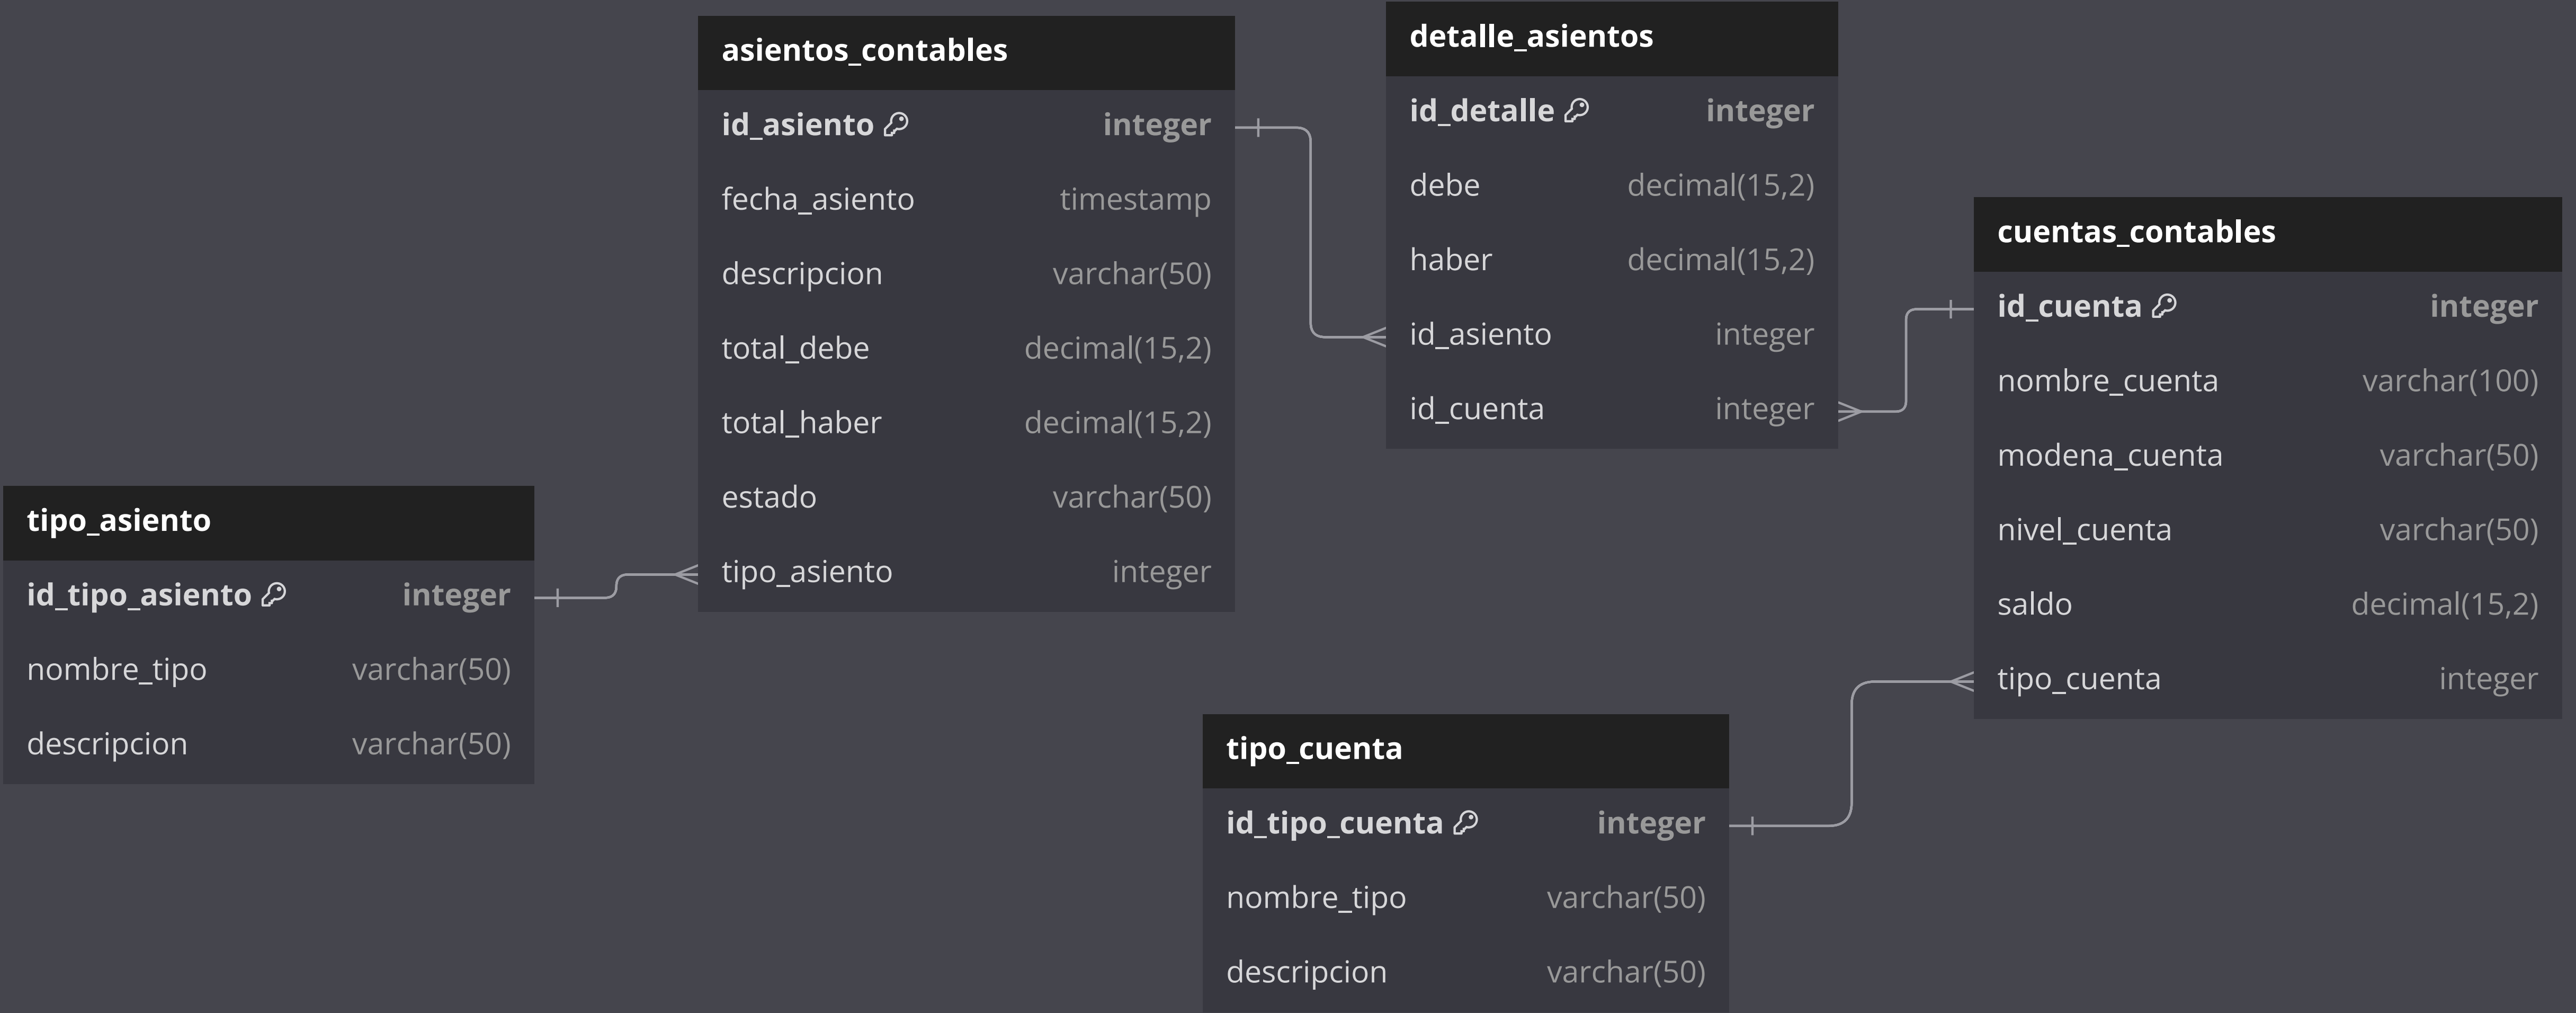 asientos_contables
id_asiento integer
fecha_asiento timestamp
descripcion varchar(50)
total_debe decimal(15,2)
total_haber decimal(15,2)
estado varchar(50)
tipo_asiento integer
detalle_asientos
id_detalle integer
debe decimal(15,2)
haber decimal(15,2)
id_asiento integer
id_cuenta integer
cuentas_contables
id_cuenta integer
nombre_cuenta varchar(100)
modena_cuenta varchar(50)
nivel_cuenta varchar(50)
saldo decimal(15,2)
tipo_cuenta integer
tipo_asiento
id_tipo_asiento integer
nombre_tipo varchar(50)
descripcion varchar(50)
tipo_cuenta
id_tipo_cuenta integer
nombre_tipo varchar(50)
descripcion varchar(50)